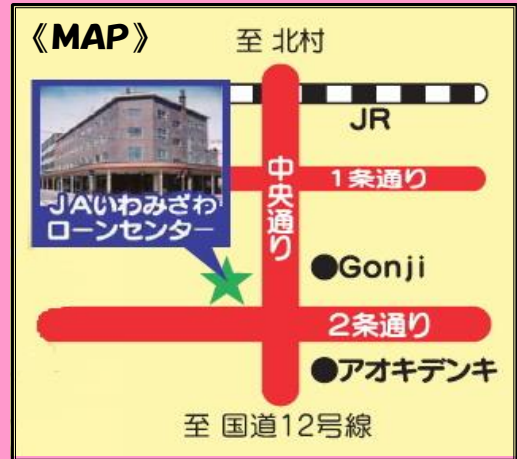 《MAP》
至 北村
JR
中央通り
1条通り
JAいわみざわ
ローンセンター
●Gonji
2条通り
●アオキデンキ
至 国道12号線